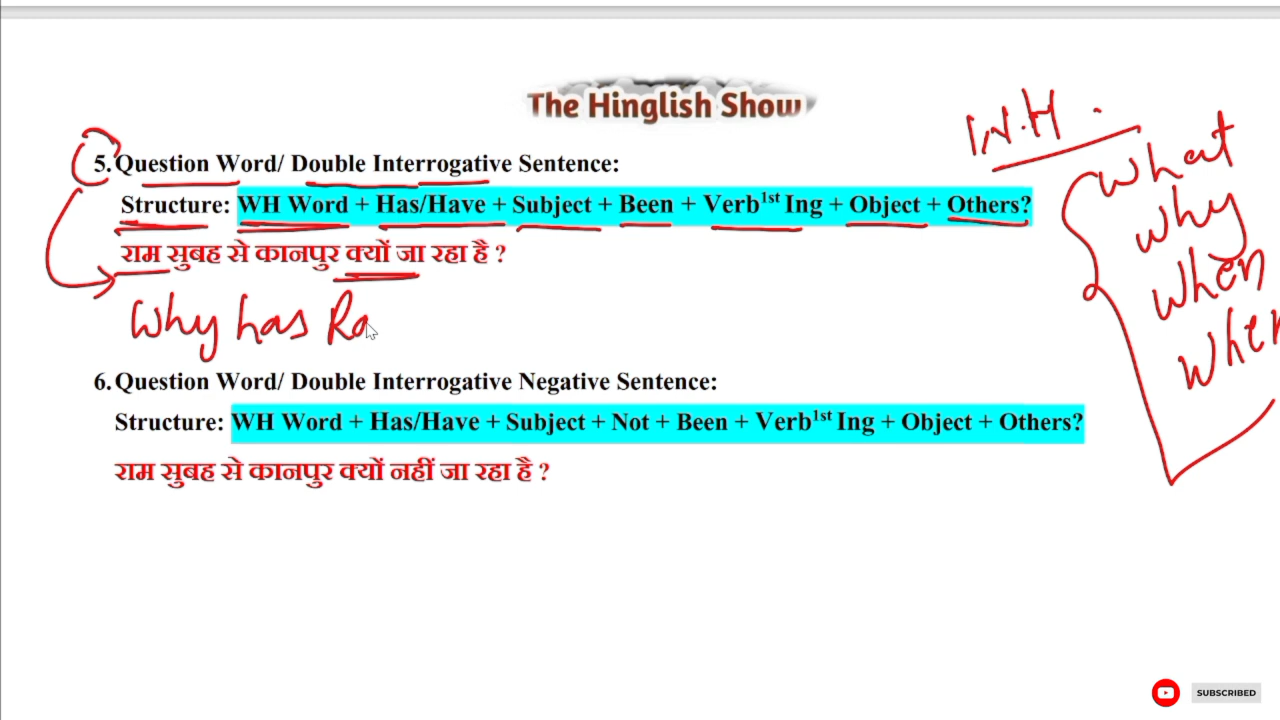 The Hinglish Show
W.H.
5. Question Word/ Double Interrogative Sentence:
Structure: WH Word + Has/Have + Subject + Been + Verb1st Ing + Object + Others?
राम सुबह से कानपुर क्यों जा रहा है ?
Why has Ra
What
Why
When
6. Question Word/ Double Interrogative Negative Sentence:
Structure: WH Word + Has/Have + Subject + Not + Been + Verb1st Ing + Object + Others?
राम सुबह से कानपुर क्यों नहीं जा रहा है ?
SUBSCRIBED